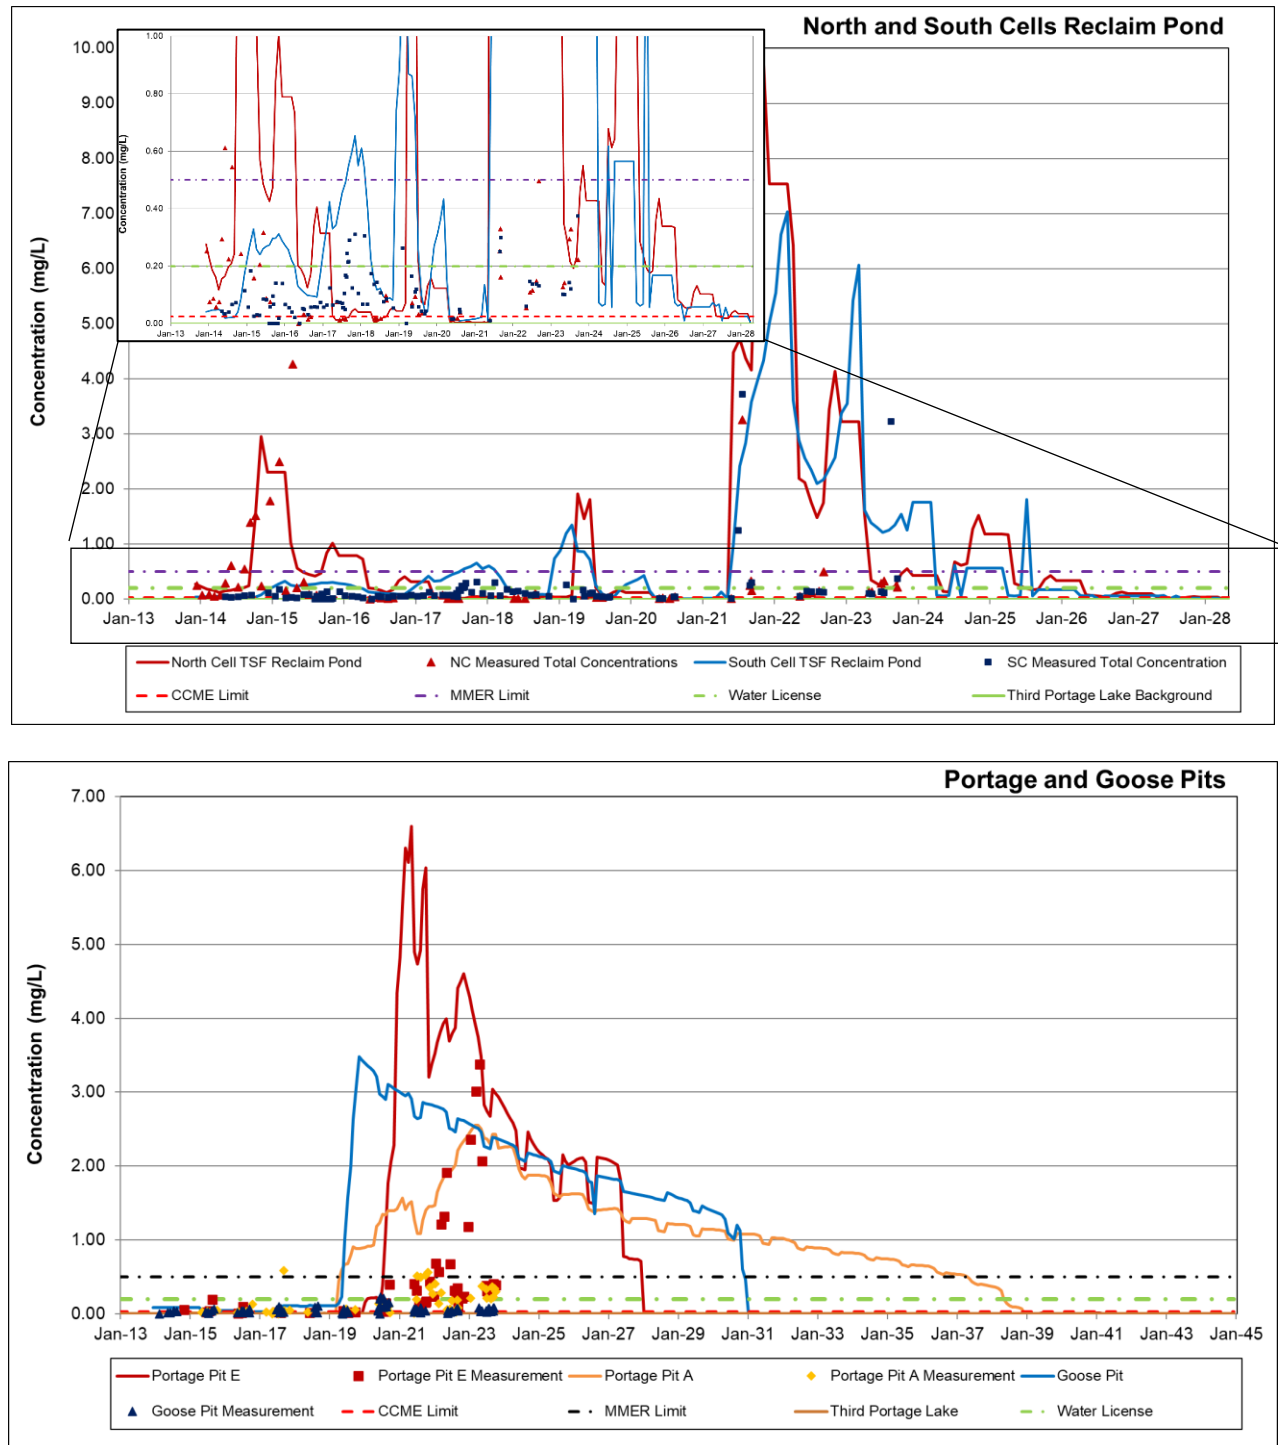 North and South Cells Reclaim Pond
10.00
9.00
8.00
7.00
6.00
5.00
4.00
3.00
2.00
1.00
0.00
Concentration (mg/L)
1.00
0.80
0.60
0.40
0.20
0.00
Concentration (mg/L)
Jan-13 Jan-14 Jan-15 Jan-16 Jan-17 Jan-18 Jan-19 Jan-20 Jan-21 Jan-22 Jan-23 Jan-24 Jan-25 Jan-26 Jan-27 Jan-28
Jan-13 Jan-14 Jan-15 Jan-16 Jan-17 Jan-18 Jan-19 Jan-20 Jan-21 Jan-22 Jan-23 Jan-24 Jan-25 Jan-26 Jan-27 Jan-28
North Cell TSF Reclaim Pond NC Measured Total Concentrations South Cell TSF Reclaim Pond SC Measured Total Concentration
CCME Limit MMER Limit Water License Third Portage Lake Background
Portage and Goose Pits
7.00
6.00
5.00
4.00
3.00
2.00
1.00
0.00
Concentration (mg/L)
Jan-13 Jan-15 Jan-17 Jan-19 Jan-21 Jan-23 Jan-25 Jan-27 Jan-29 Jan-31 Jan-33 Jan-35 Jan-37 Jan-39 Jan-41 Jan-43 Jan-45
Portage Pit E Portage Pit E Measurement Portage Pit A Portage Pit A Measurement Goose Pit
Goose Pit Measurement CCME Limit MMER Limit Third Portage Lake Water License